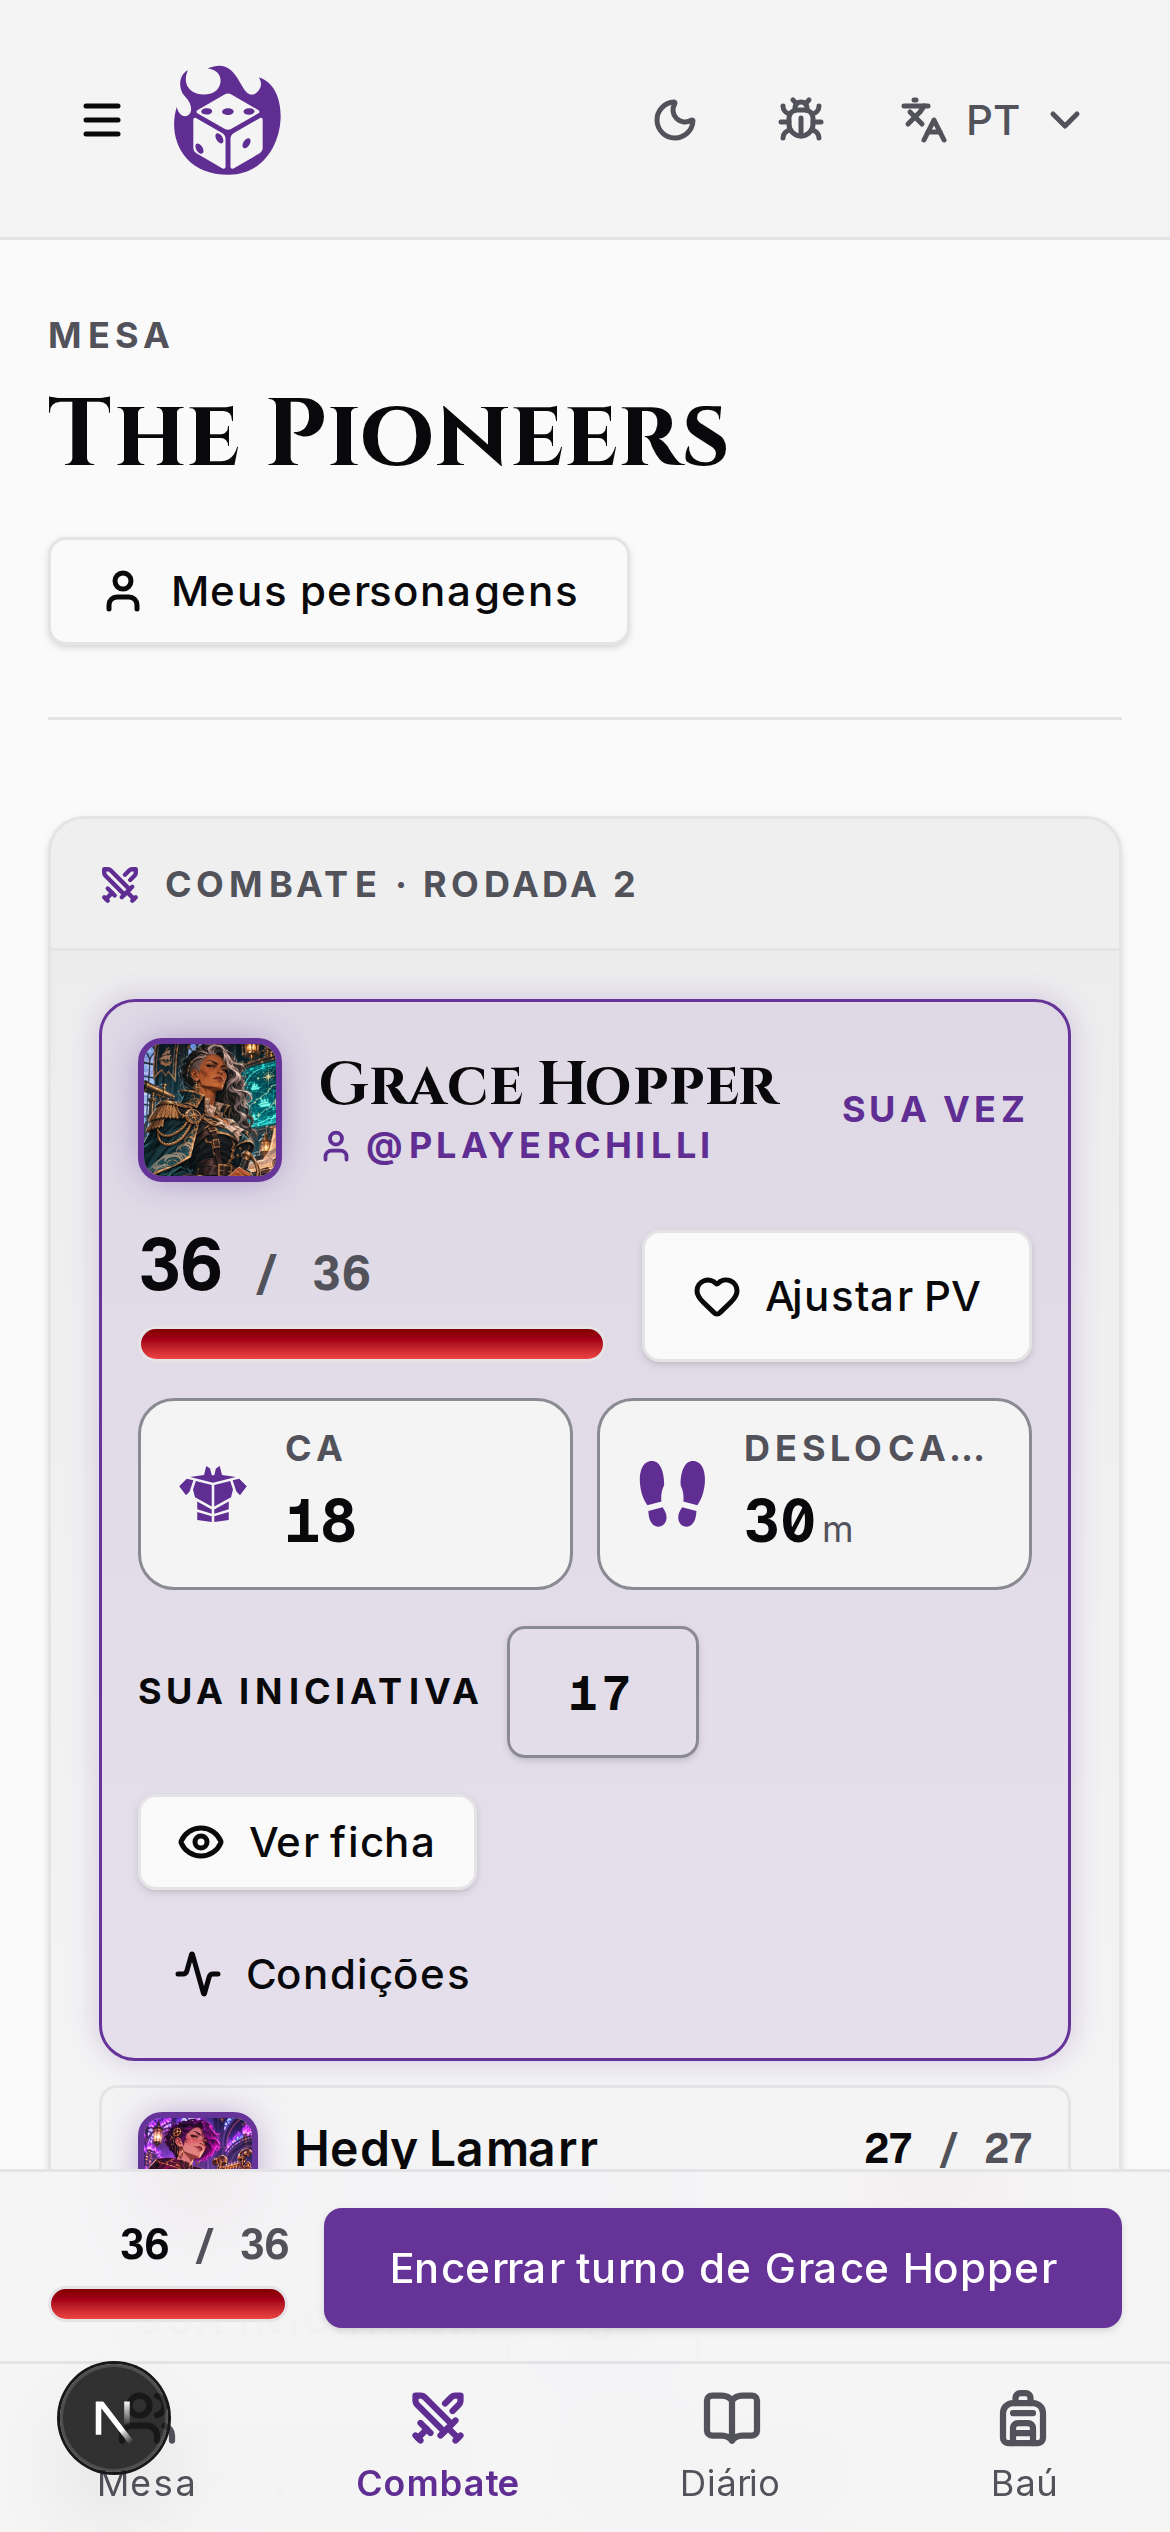 PT
MESA
THE PIONEERS
Meus personagens
COMBATE · RODADA 2
GRACE HOPPER
@PLAYERCHILLI
SUA VEZ
36 / 36
Ajustar PV
CA
18
DESLOCA...
30 m
SUA INICIATIVA
17
Ver ficha
Condições
Hedy Lamarr
27 / 27
36 / 36
Encerrar turno de Grace Hopper
N
Mesa
Combate
Diário
Baú